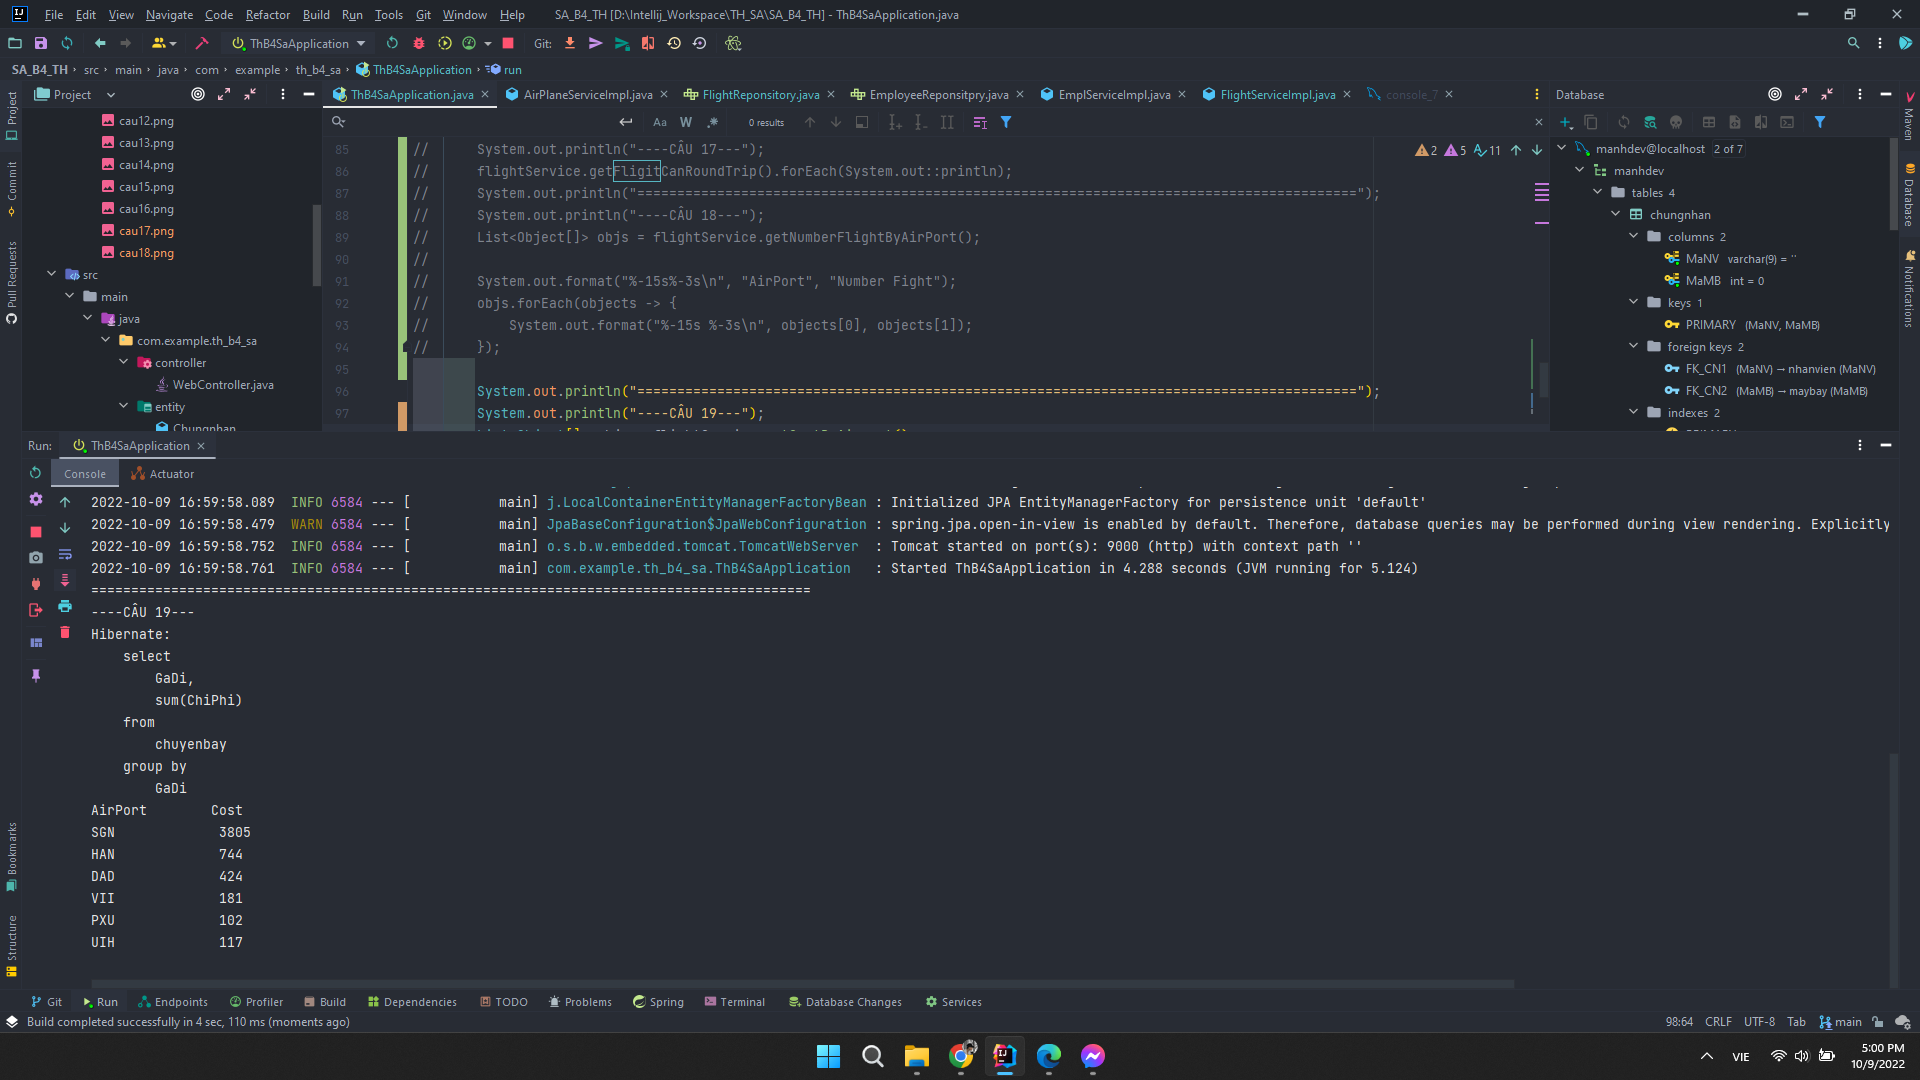 File Edit View Navigate Code Refactor Build Run Tools Git Window Help SA_B4_TH [D:\Intellij_Workspace\TH_SA\SA_B4_TH] - ThB4SaApplication.java
ThB4SaApplication Git:
SA_B4_TH › src › main › java › com › example › th_b4_sa › ThB4SaApplication › run
Project
ThB4SaApplication.java AirPlaneServiceImpl.java FlightReponsitory.java EmployeeReponsitpry.java EmplServiceImpl.java FlightServiceImpl.java console_7
Database
Project
Commit
Pull Requests
cau12.png
cau13.png
cau14.png
cau15.png
cau16.png
cau17.png
cau18.png
src
main
java
com.example.th_b4_sa
controller
WebController.java
entity
Chungnhan
Aa W .* 0 results
2 5 11
85 // System.out.println("----CÂU 17---");
86 // flightService.getFligitCanRoundTrip().forEach(System.out::println);
87 // System.out.println("==========================================================================================");
88 // System.out.println("----CÂU 18---");
89 // List<Object[]> objs = flightService.getNumberFlightByAirPort();
90 //
91 // System.out.format("%-15s%-3s\n", "AirPort", "Number Fight");
92 // objs.forEach(objects -> {
93 // System.out.format("%-15s %-3s\n", objects[0], objects[1]);
94 // });
95
96 System.out.println("==========================================================================================");
97 System.out.println("----CÂU 19---");
manhdev@localhost 2 of 7
manhdev
tables 4
chungnhan
columns 2
MaNV varchar(9) = ''
MaMB int = 0
keys 1
PRIMARY (MaNV, MaMB)
foreign keys 2
FK_CN1 (MaNV) → nhanvien (MaNV)
FK_CN2 (MaMB) → maybay (MaMB)
indexes 2
Maven
Database
Notifications
Run: ThB4SaApplication
Console Actuator
2022-10-09 16:59:58.089 INFO 6584 --- [ main] j.LocalContainerEntityManagerFactoryBean : Initialized JPA EntityManagerFactory for persistence unit 'default'
2022-10-09 16:59:58.479 WARN 6584 --- [ main] JpaBaseConfiguration$JpaWebConfiguration : spring.jpa.open-in-view is enabled by default. Therefore, database queries may be performed during view rendering. Explicitly
2022-10-09 16:59:58.752 INFO 6584 --- [ main] o.s.b.w.embedded.tomcat.TomcatWebServer : Tomcat started on port(s): 9000 (http) with context path ''
2022-10-09 16:59:58.761 INFO 6584 --- [ main] com.example.th_b4_sa.ThB4SaApplication : Started ThB4SaApplication in 4.288 seconds (JVM running for 5.124)
==========================================================================================
----CÂU 19---
Hibernate:
select
GaDi,
sum(ChiPhi)
from
chuyenbay
group by
GaDi
AirPort Cost
SGN 3805
HAN 744
DAD 424
VII 181
PXU 102
UIH 117
Bookmarks
Structure
Git Run Endpoints Profiler Build Dependencies TODO Problems Spring Terminal Database Changes Services
Build completed successfully in 4 sec, 110 ms (moments ago) 98:64 CRLF UTF-8 Tab main
VIE 5:00 PM
10/9/2022